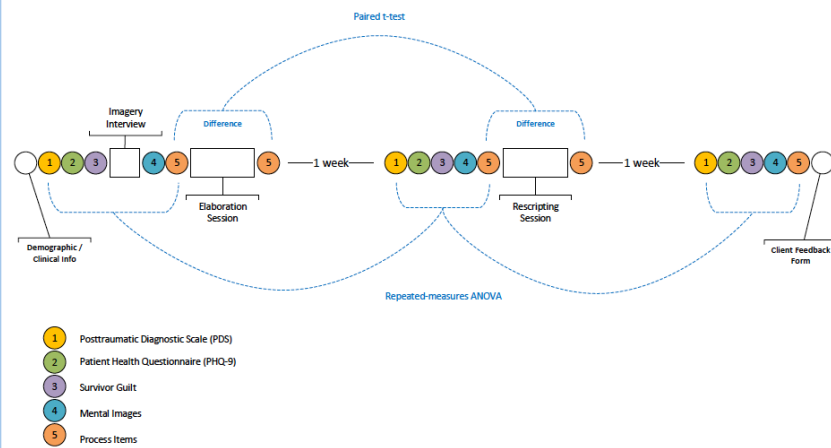 Paired t-test
Imagery
Interview
Difference
Difference
1
2
3
4
5
5
1 week
1
2
3
4
5
5
1 week
1
2
3
4
5
Elaboration
Session
Rescripting
Session
Demographic /
Clinical Info
Client Feedback
Form
Repeated-measures ANOVA
1 Posttraumatic Diagnostic Scale (PDS)
2 Patient Health Questionnaire (PHQ-9)
3 Survivor Guilt
4 Mental Images
5 Process Items